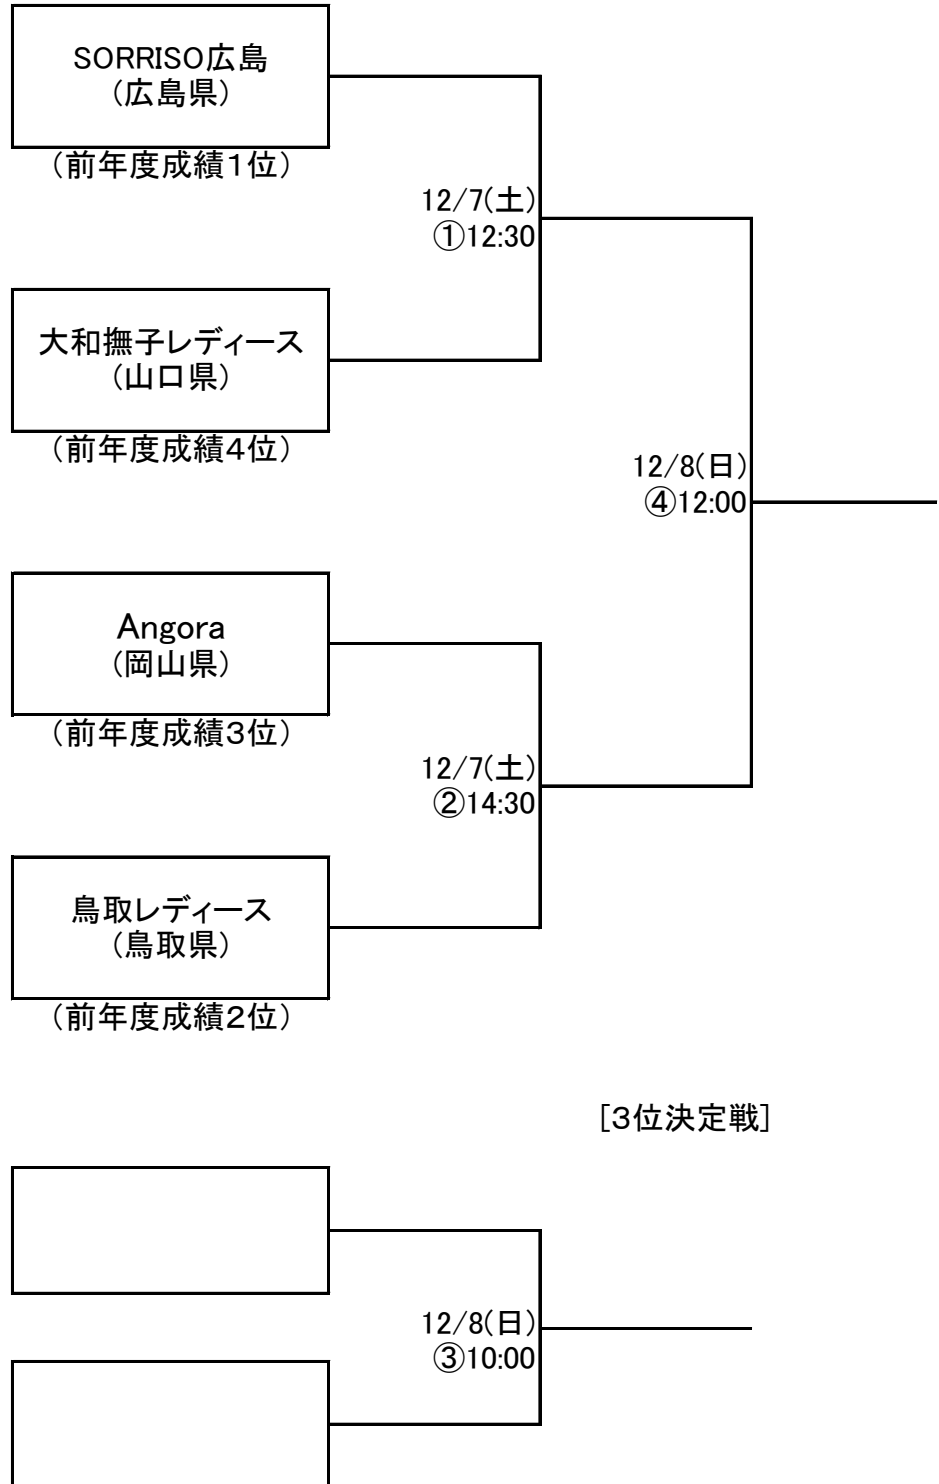 SORRISO広島
(広島県)
(前年度成績1位)
12/7(土)
①12:30
大和撫子レディース
(山口県)
(前年度成績4位)
12/8(日)
④12:00
Angora
(岡山県)
(前年度成績3位)
12/7(土)
②14:30
鳥取レディース
(鳥取県)
(前年度成績2位)
[3位決定戦]
12/8(日)
③10:00